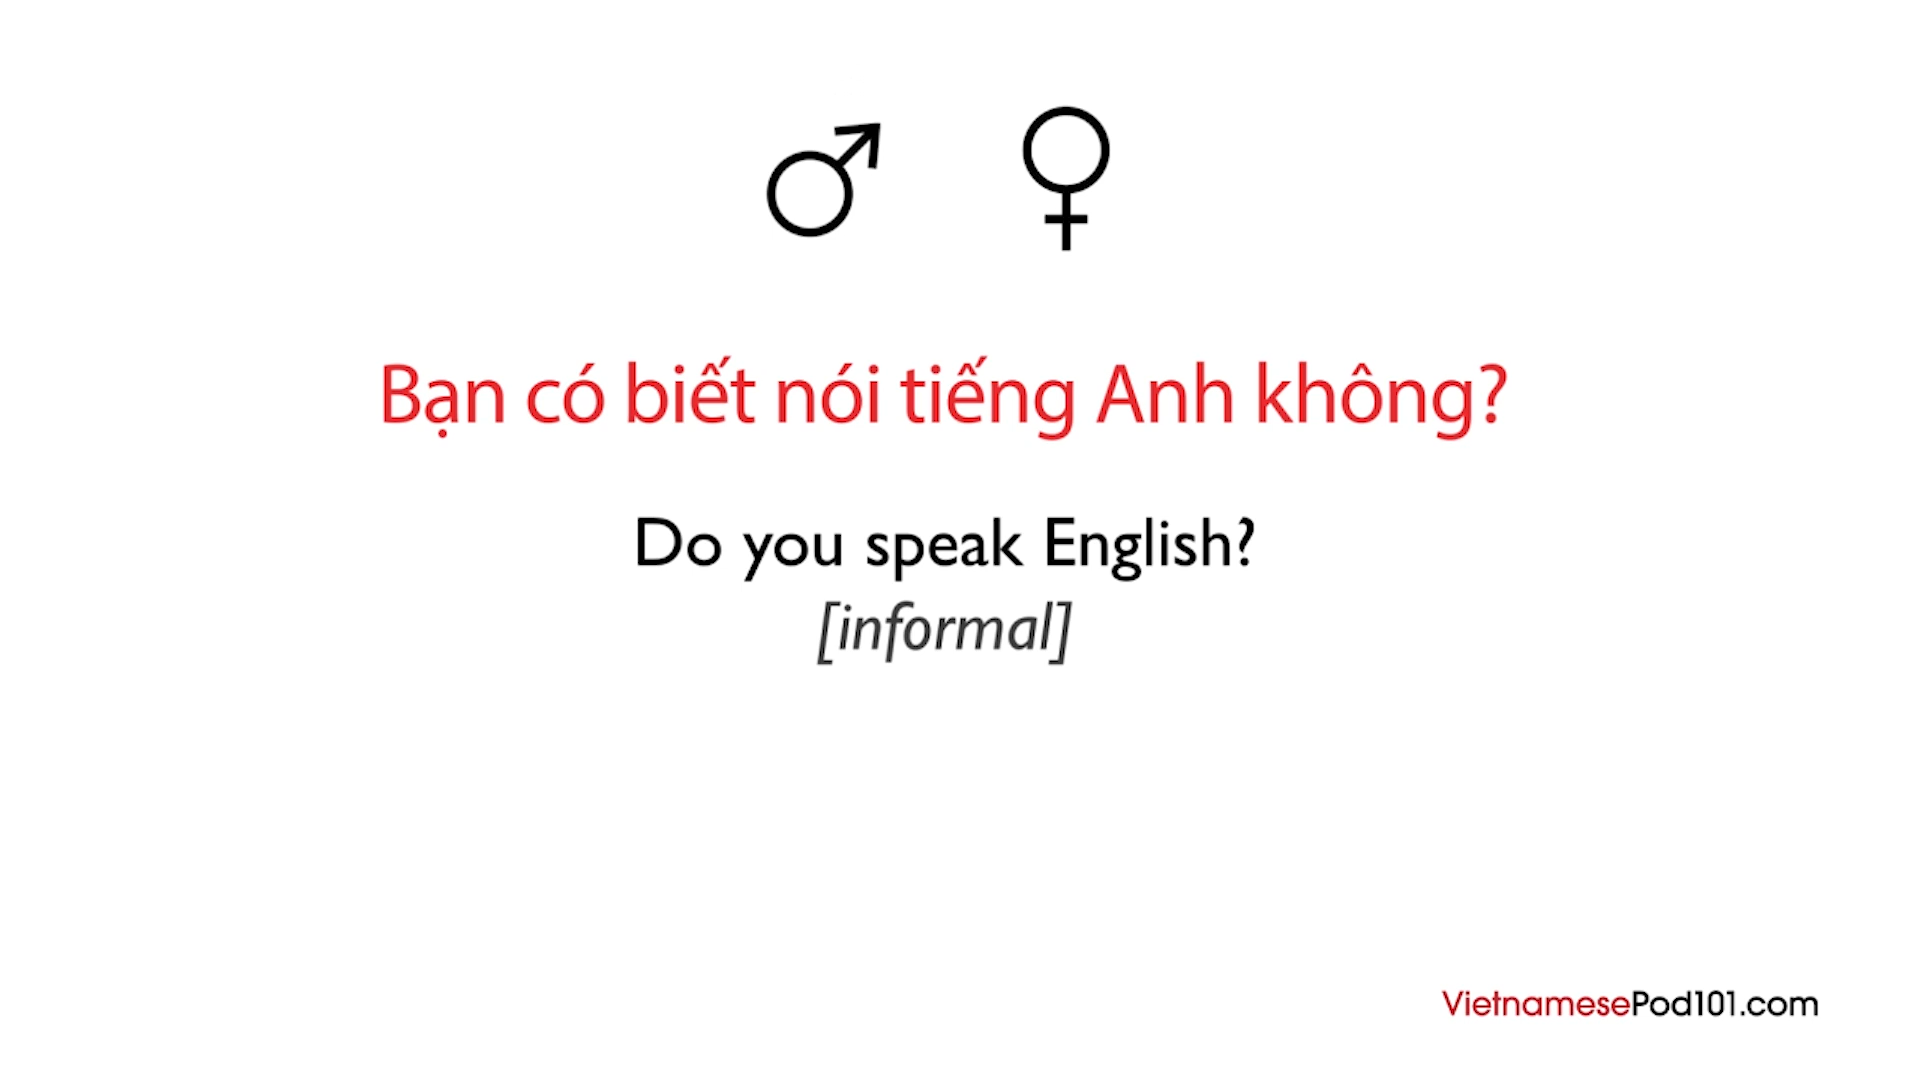 Bạn có biết nói tiếng Anh không?
Do you speak English?
[informal]
VietnamesePod101.com